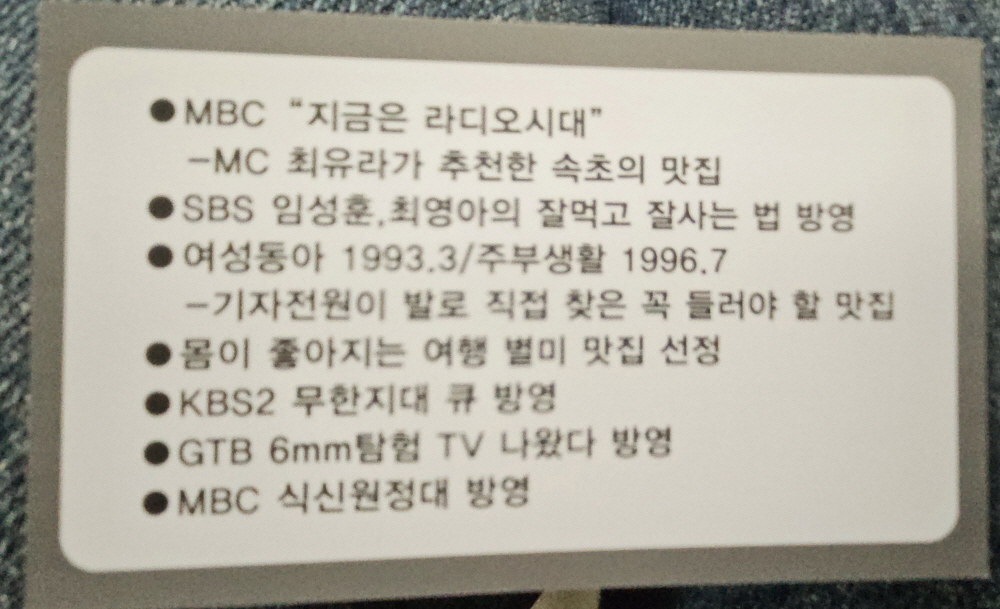 ●MBC “지금은 라디오시대”
-MC 최유라가 추천한 속초의 맛집
●SBS 임성훈,최영아의 잘먹고 잘사는 법 방영
●여성동아 1993.3/주부생활 1996.7
-기자전원이 발로 직접 찾은 꼭 들러야 할 맛집
●몸이 좋아지는 여행 별미 맛집 선정
●KBS2 무한지대 큐 방영
●GTB 6mm탐험 TV 나왔다 방영
●MBC 식신원정대 방영